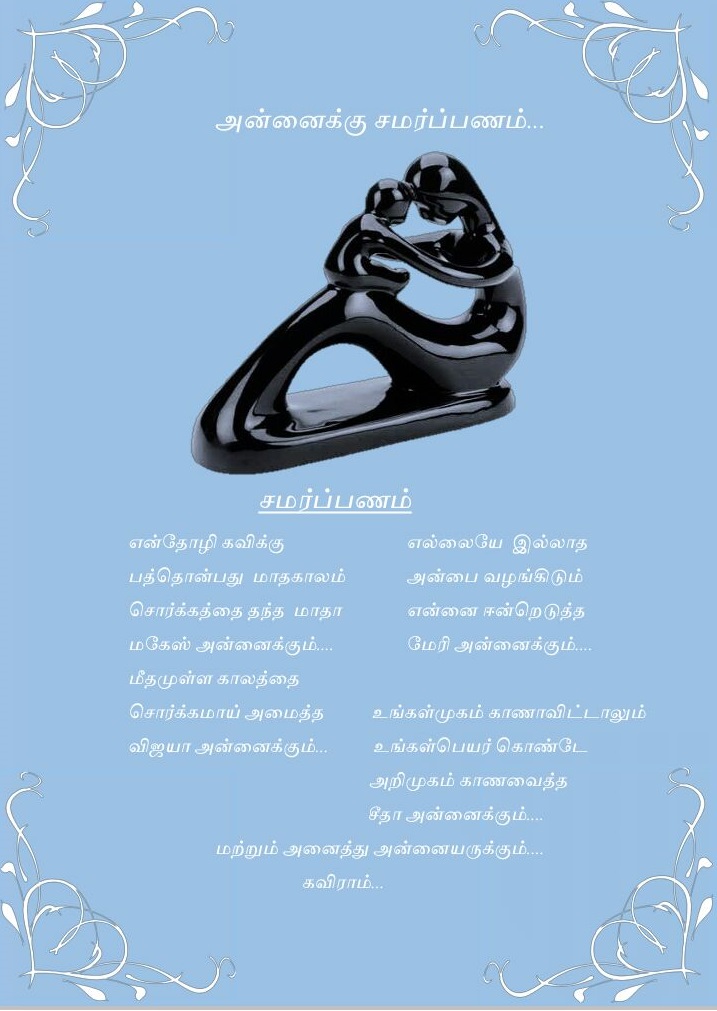 அன்னைக்கு சமர்ப்பணம்...
சமர்ப்பணம்
என்தோழி கவிக்கு
பத்தொன்பது மாதகாலம்
சொர்க்கத்தை தந்த மாதா
மகேஸ் அன்னைக்கும்....
மீதமுள்ள காலத்தை
சொர்க்கமாய் அமைத்த
விஜயா அன்னைக்கும்...
எல்லையே இல்லாத
அன்பை வழங்கிடும்
என்னை ஈன்றெடுத்த
மேரி அன்னைக்கும்....
உங்கள்முகம் காணாவிட்டாலும்
உங்கள்பெயர் கொண்டே
அறிமுகம் காணவைத்த
சீதா அன்னைக்கும்....
மற்றும் அனைத்து அன்னையருக்கும்....
கவிராம்...